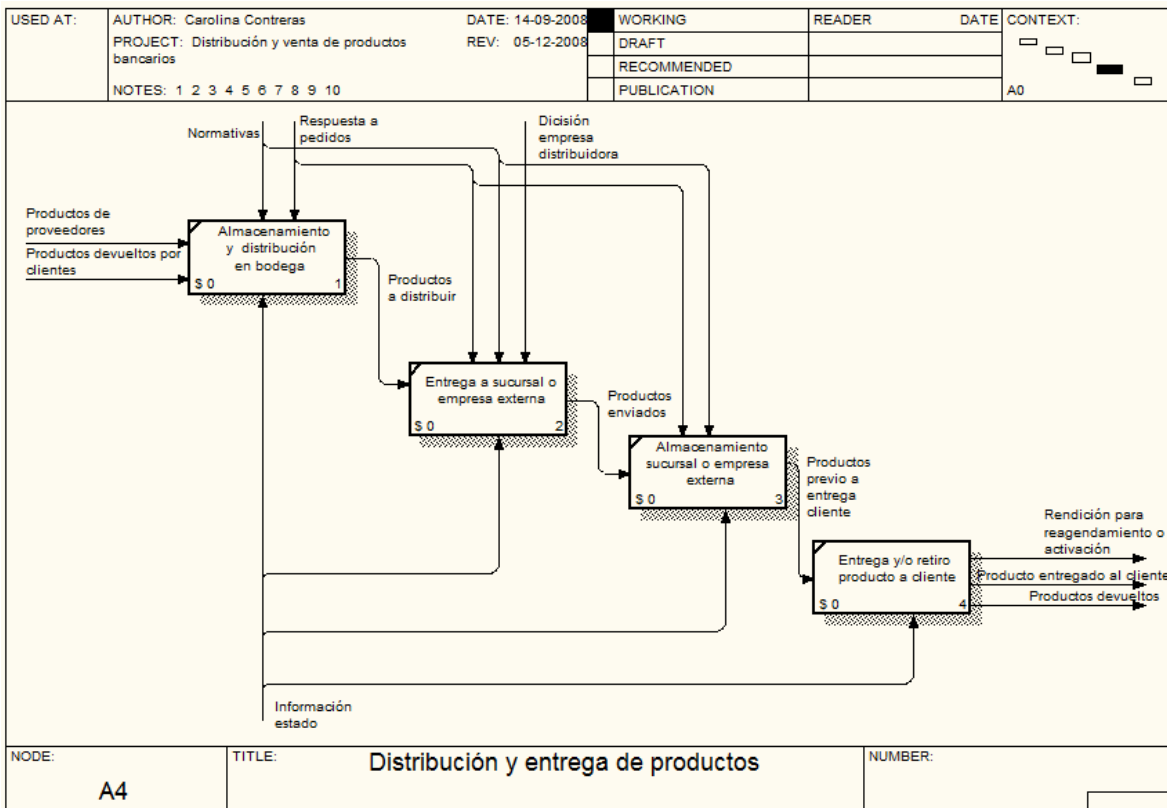 USED AT:
AUTHOR: Carolina Contreras
DATE: 14-09-2008
PROJECT: Distribución y venta de productos
bancarios
REV: 05-12-2008
NOTES: 1 2 3 4 5 6 7 8 9 10
WORKING
DRAFT
RECOMMENDED
PUBLICATION
READER
DATE
CONTEXT:
A0
Normativas
Respuesta a
pedidos
Dicisión
empresa
distribuidora
Productos de
proveedores
Productos devueltos por
clientes
Almacenamiento
y distribución
en bodega
$ 0
1
Productos
a distribuir
Entrega a sucursal o
empresa externa
$ 0
2
Productos
enviados
Almacenamiento
sucursal o empresa
externa
$ 0
3
Productos
previo a
entrega
cliente
Entrega y/o retiro
producto a cliente
$ 0
4
Rendición para
reagendamiento o
activación
Producto entregado al cliente
Productos devueltos
Información
estado
NODE:
A4
TITLE:
Distribución y entrega de productos
NUMBER: